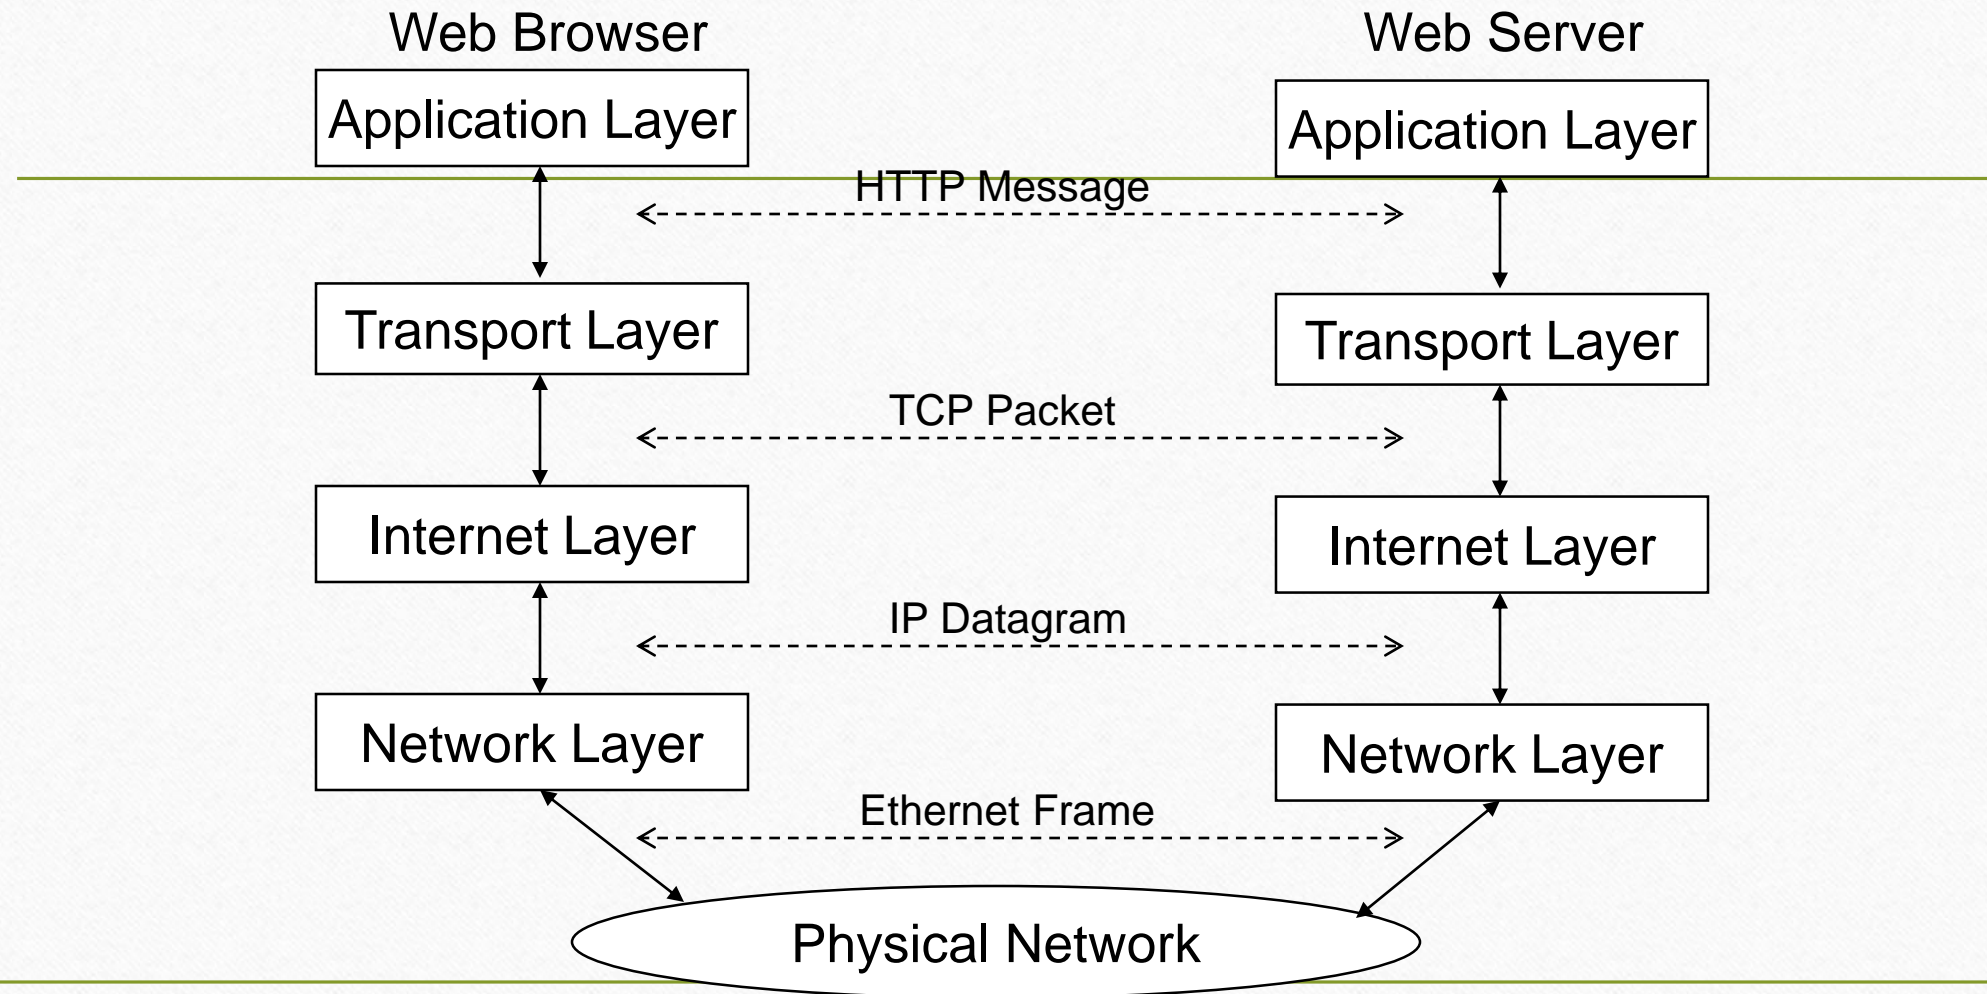 Web Browser
Web Server
Application Layer
Application Layer
HTTP Message
Transport Layer
Transport Layer
TCP Packet
Internet Layer
Internet Layer
IP Datagram
Network Layer
Network Layer
Ethernet Frame
Physical Network